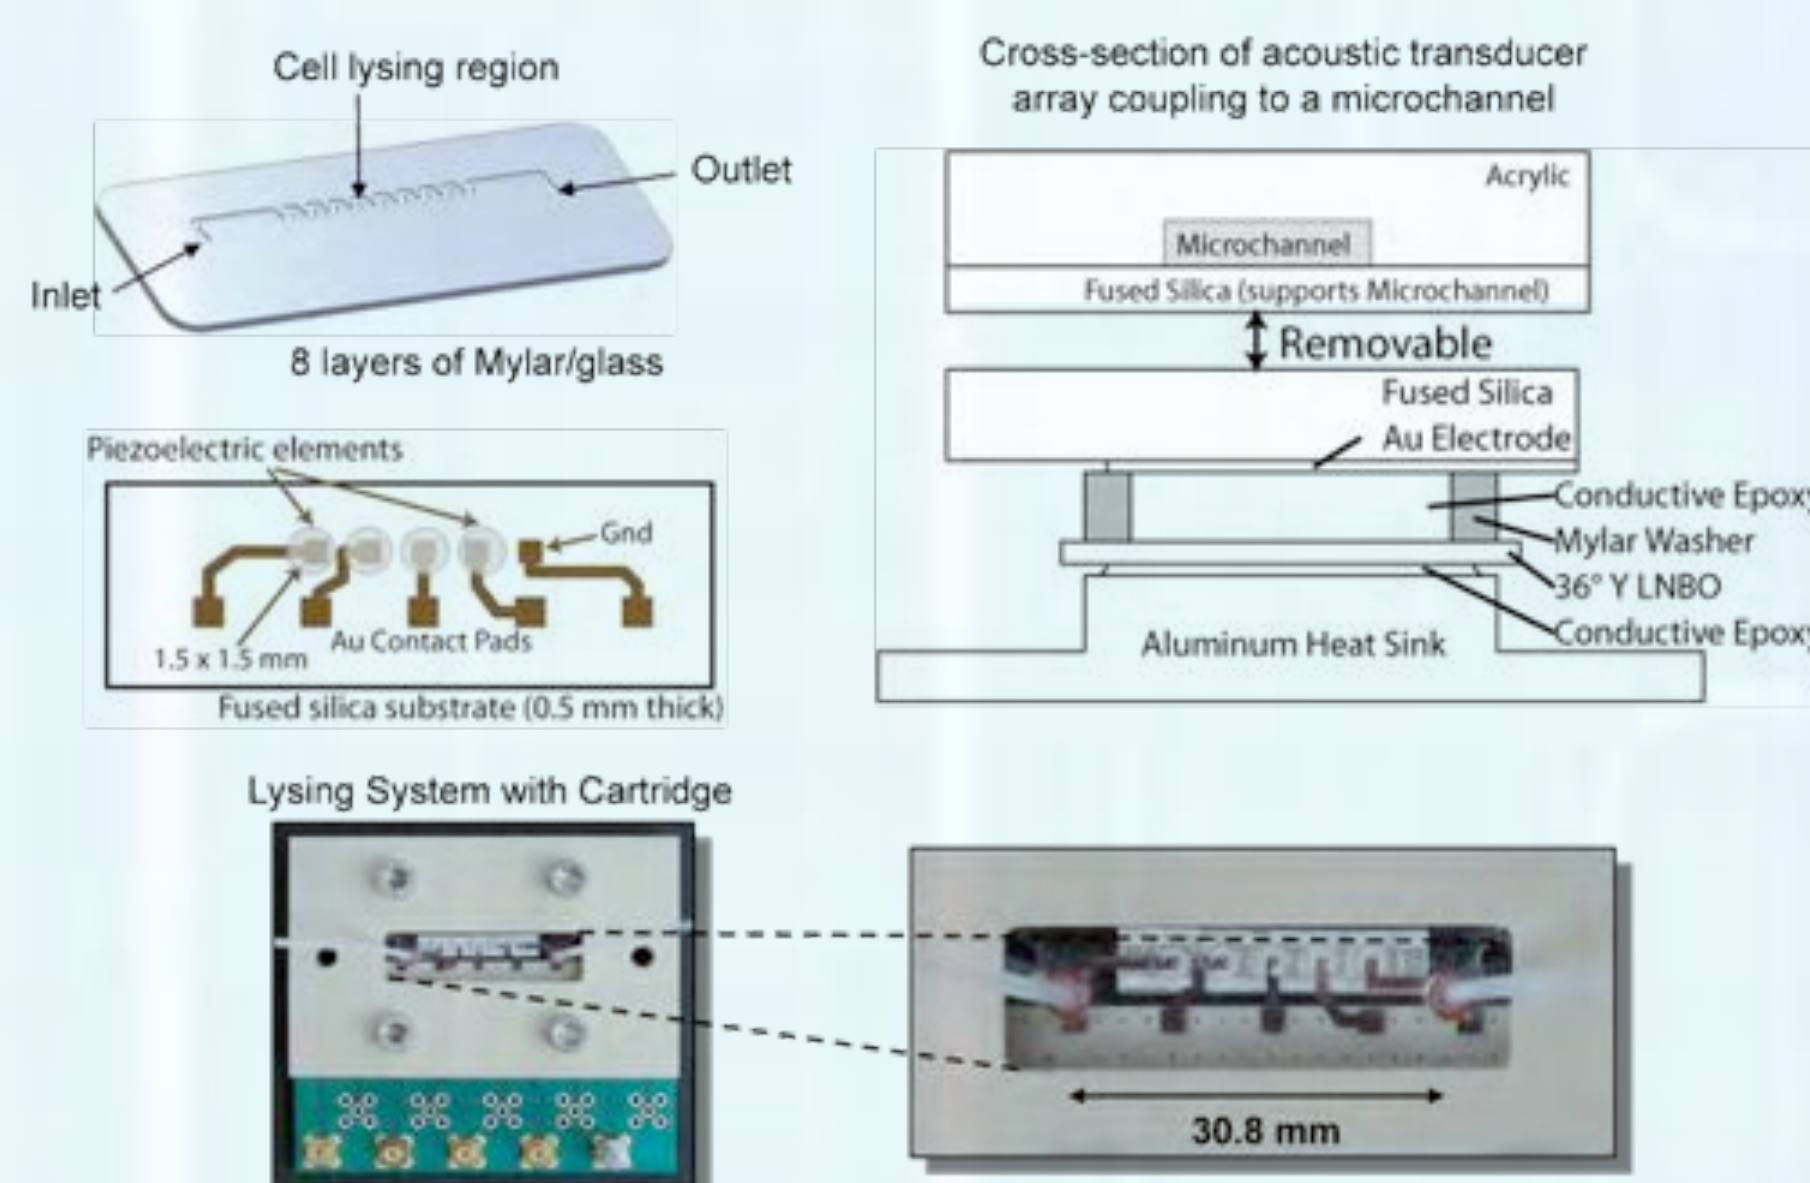 Cell lysing region
Outlet
Inlet
8 layers of Mylar/glass
Cross-section of acoustic transducer
array coupling to a microchannel
Acrylic
Microchannel
Fused Silica (supports Microchannel)
Removable
Fused Silica
Au Electrode
Conductive Epoxy
Mylar Washer
36° Y LNBO
Conductive Epoxy
Aluminum Heat Sink
Piezoelectric elements
Gnd
Au Contact Pads
1.5 x 1.5 mm
Fused silica substrate (0.5 mm thick)
Lysing System with Cartridge
30.8 mm